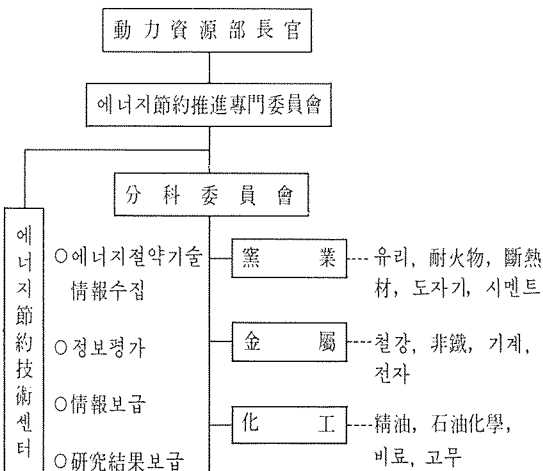 動力資源部長官
에너지節約推進專門委員會
分科委員會
에너지節約技術센터
○에너지절약기술
情報수집
○정보평가
○情報보급
○研究結果보급
窯業
유리, 耐火物, 斷熱
材, 도자기, 시멘트
金屬
철강, 非鐵, 기계,
전자
化工
精油, 石油化學,
비료, 고무